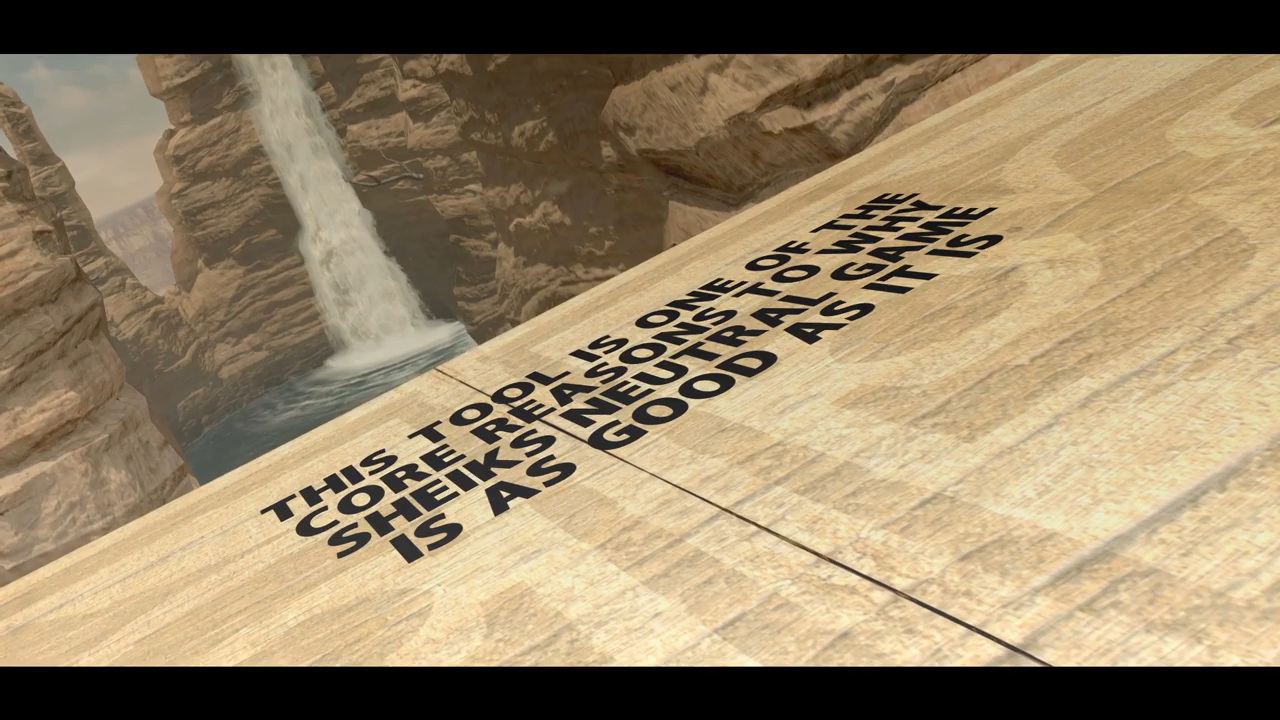 THIS TOOL IS ONE OF THE
CORE REASONS TO WHY
SHEIKS NEUTRAL GAME
IS AS GOOD AS IT IS